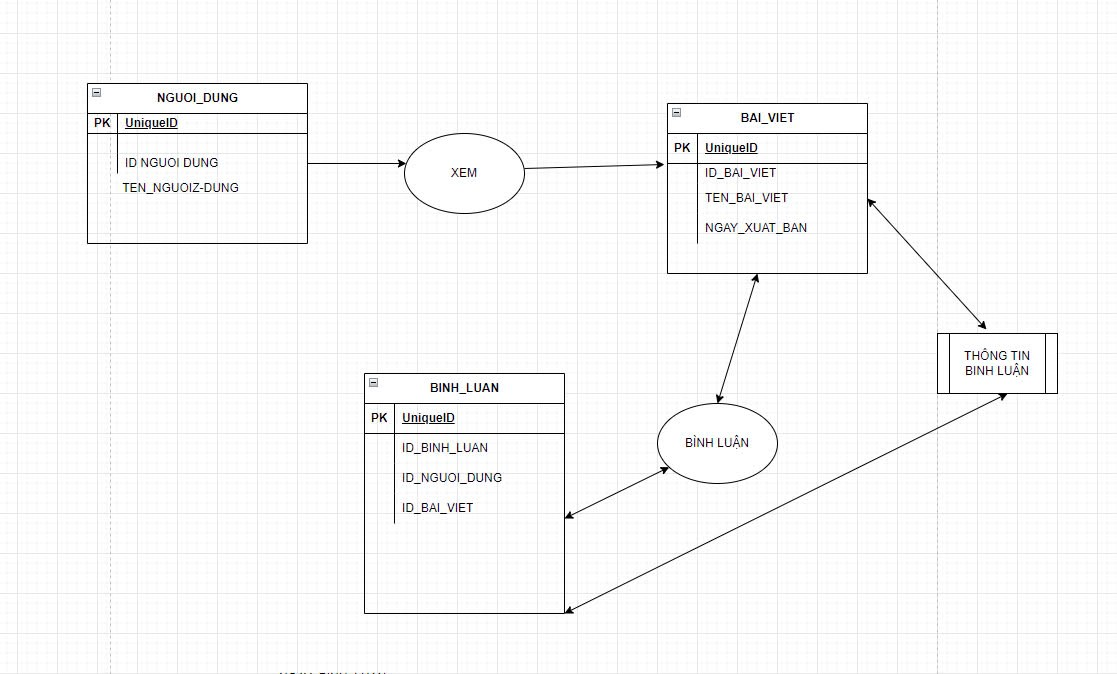 NGUOI_DUNG
PK UniqueID
ID NGUOI DUNG
TEN_NGUOIZ-DUNG
XEM
BAI_VIET
PK UniqueID
ID_BAI_VIET
TEN_BAI_VIET
NGAY_XUAT_BAN
THÔNG TIN
BINH LUẬN
BINH_LUAN
PK UniqueID
ID_BINH_LUAN
ID_NGUOI_DUNG
ID_BAI_VIET
BÌNH LUẬN